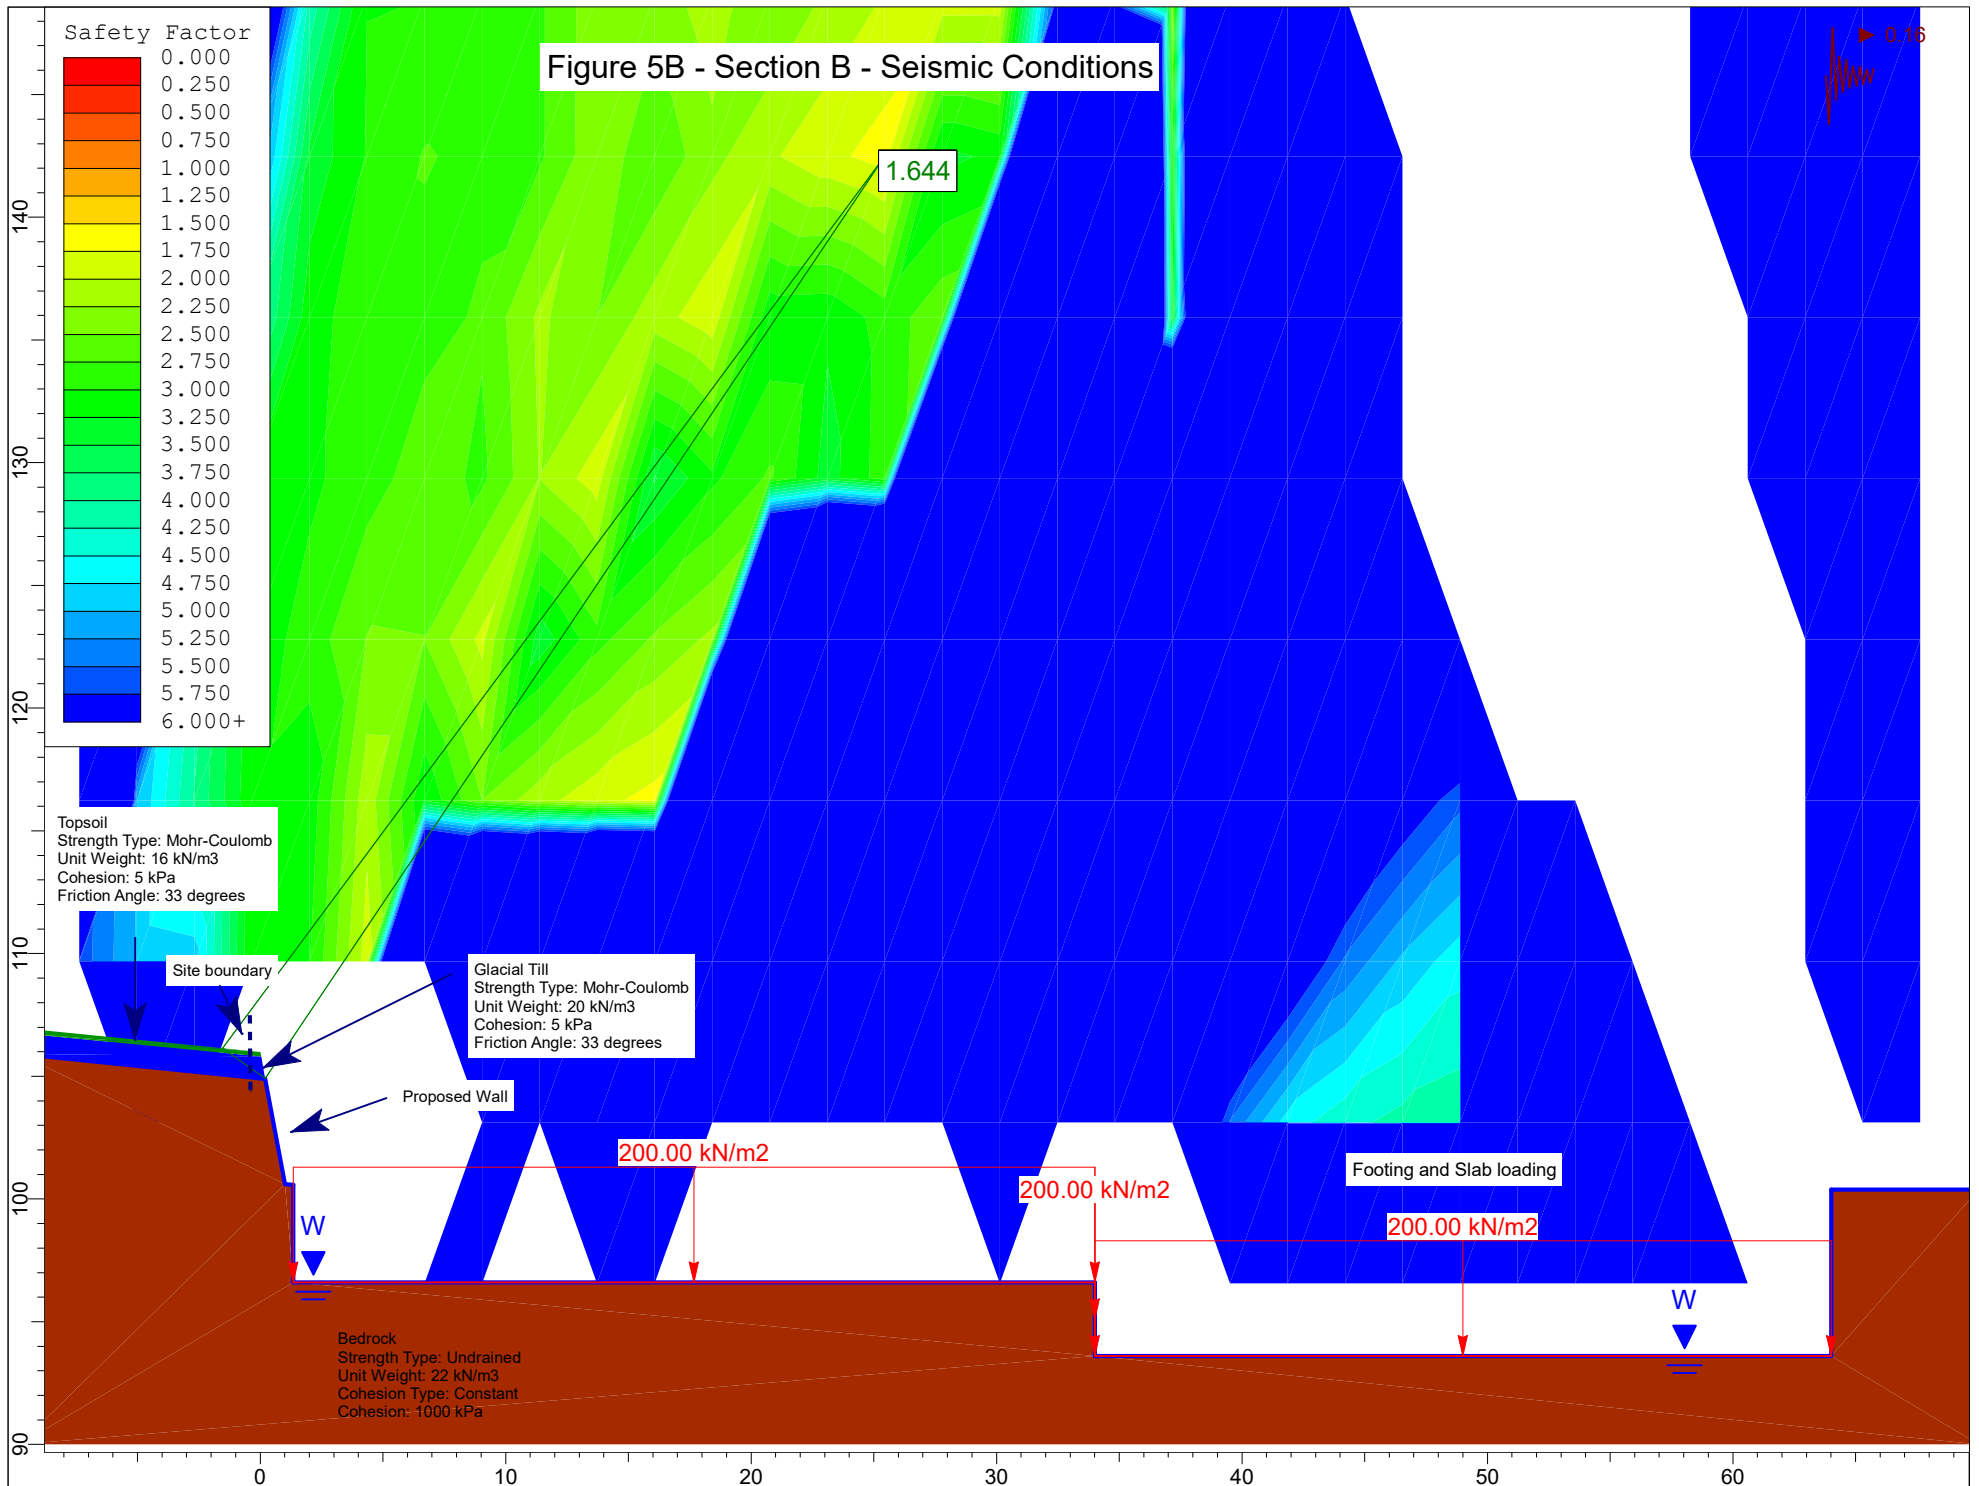 Safety Factor
0.000
0.250
0.500
0.750
1.000
1.250
1.500
1.750
2.000
2.250
2.500
2.750
3.000
3.250
3.500
3.750
4.000
4.250
4.500
4.750
5.000
5.250
5.500
5.750
6.000+
Figure 5B - Section B - Seismic Conditions
0.16
1.644
Topsoil
Strength Type: Mohr-Coulomb
Unit Weight: 16 kN/m3
Cohesion: 5 kPa
Friction Angle: 33 degrees
Site boundary
Glacial Till
Strength Type: Mohr-Coulomb
Unit Weight: 20 kN/m3
Cohesion: 5 kPa
Friction Angle: 33 degrees
Proposed Wall
200.00 kN/m2
200.00 kN/m2
Footing and Slab loading
200.00 kN/m2
W
W
Bedrock
Strength Type: Undrained
Unit Weight: 22 kN/m3
Cohesion Type: Constant
Cohesion: 1000 kPa
140
130
120
110
100
90
0
10
20
30
40
50
60